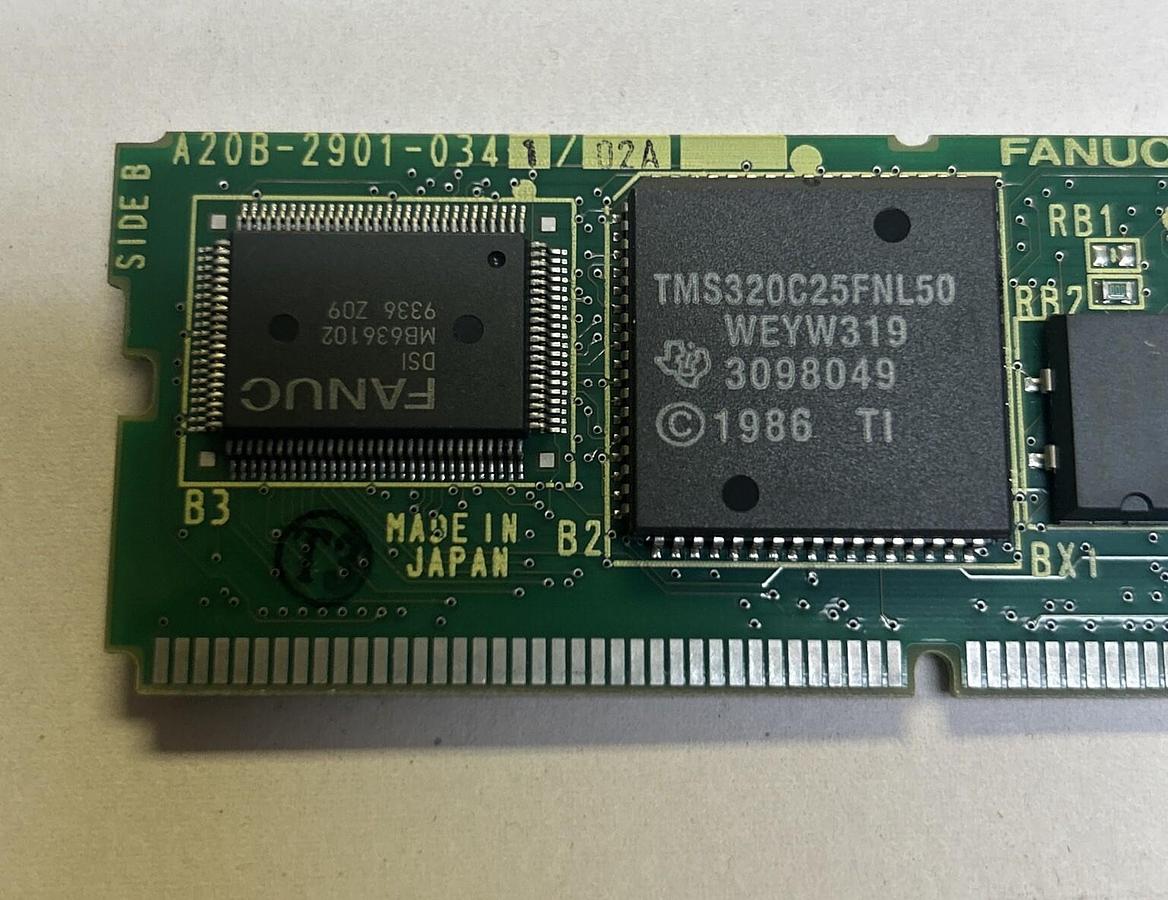 A20B-2901-0341/02A
FANUC
SIDE B
FANUC
DSI
MB636102
9336 Z09
TMS320C25FNL50
WEYW319
3098049
©1986 TI
RB1
RB2
B3
MADE IN
JAPAN
B2
BX1